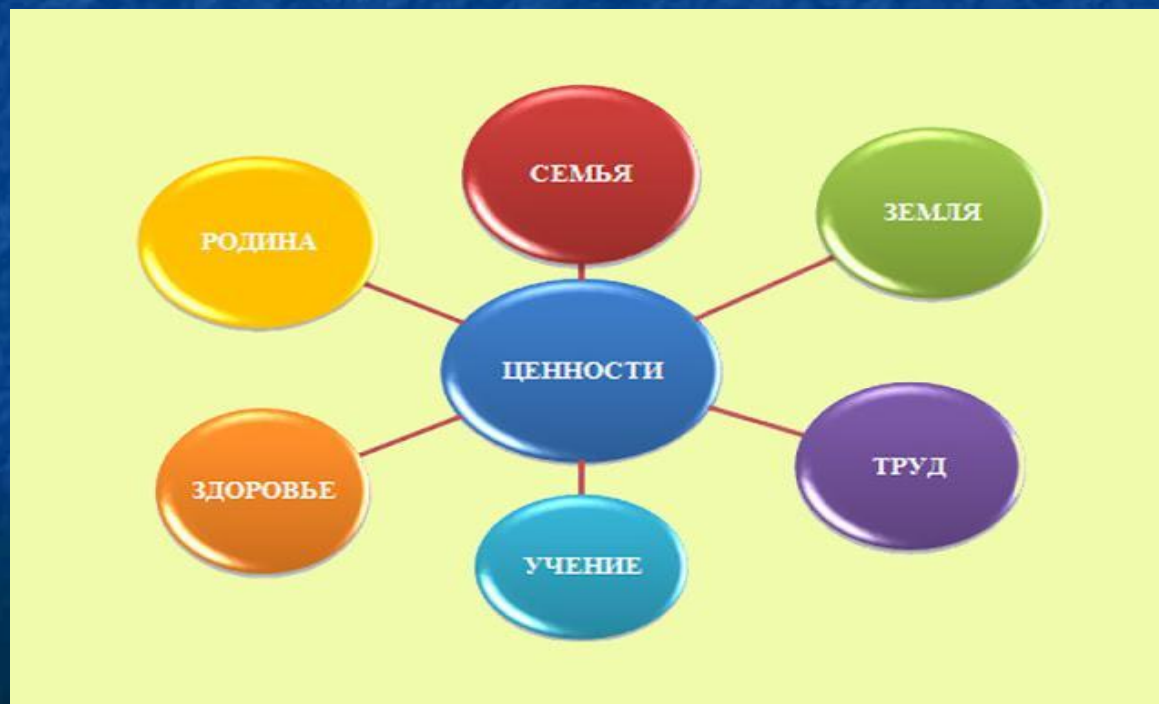 СЕМЬЯ
ЗЕМЛЯ
РОДИНА
ЦЕННОСТИ
ТРУД
ЗДОРОВЬЕ
УЧЕНИЕ